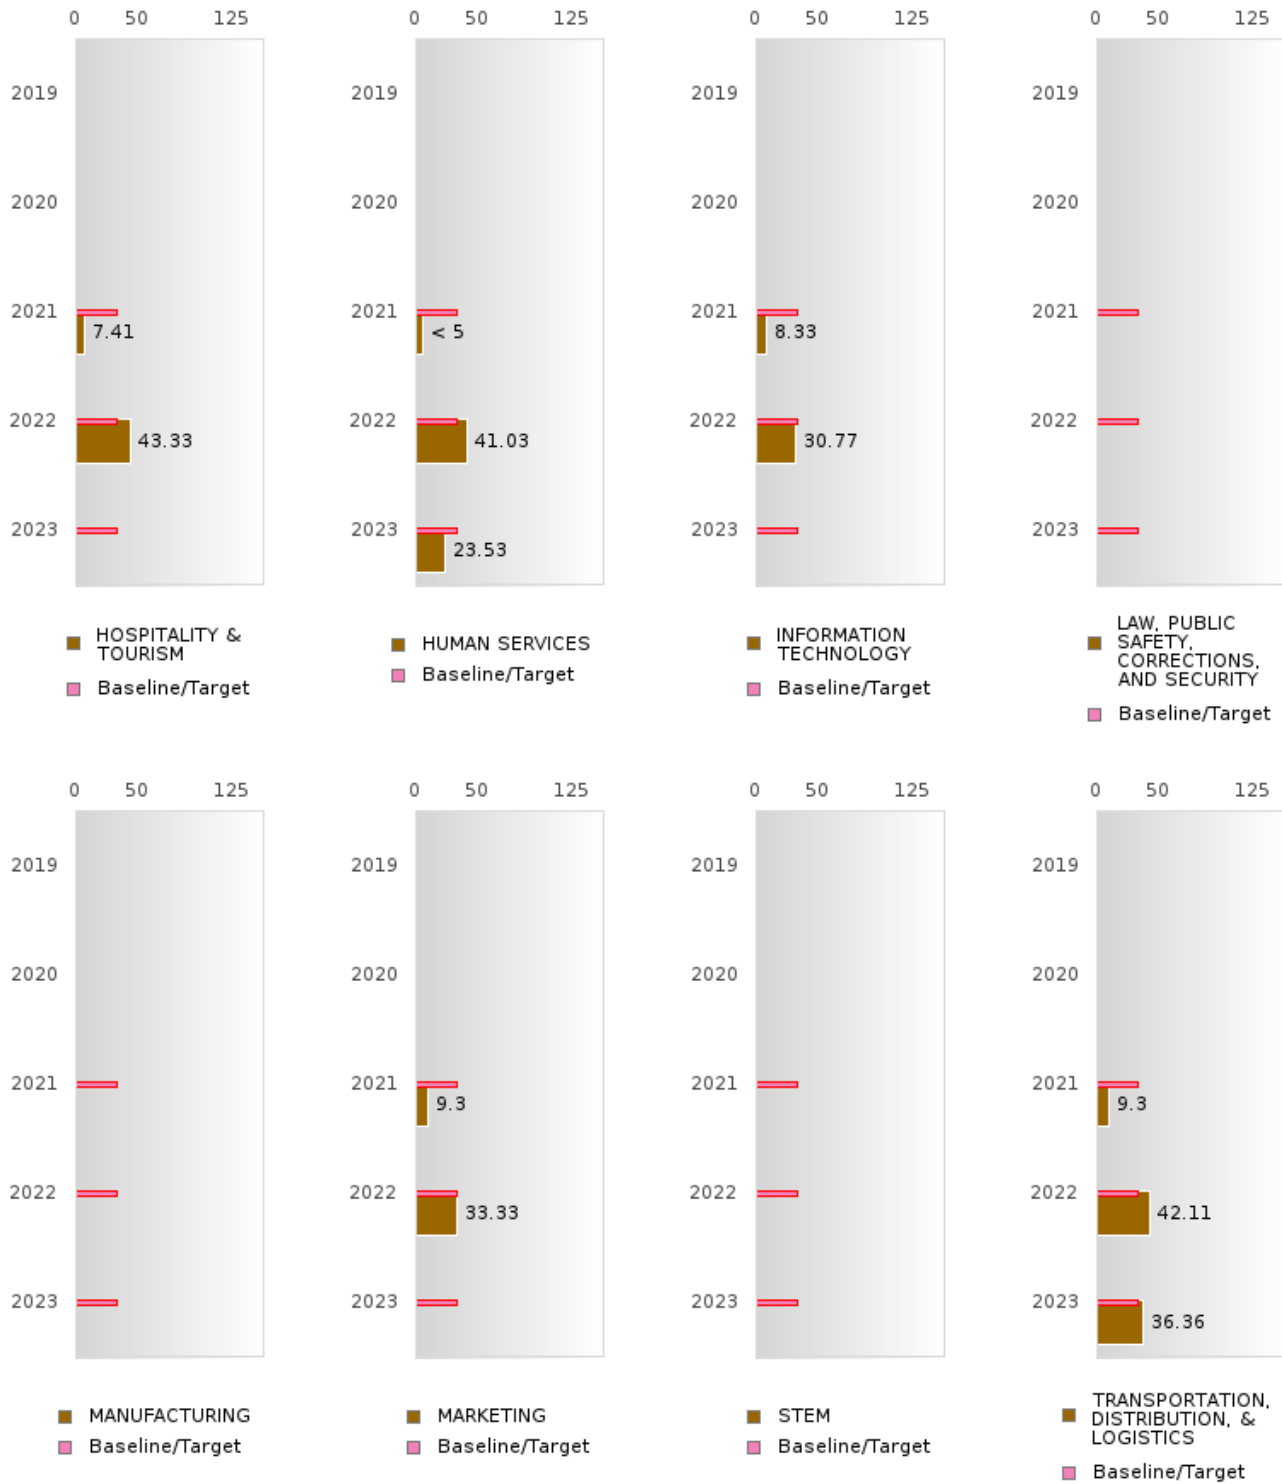 0 50 125
0 50 125
0 50 125
0 50 125
2019 2019 2019 2019
2020 2020 2020 2020
2021 2021 2021 2021
7.41 < 5 8.33
2022 2022 2022 2022
43.33 41.03 30.77
2023 2023 2023 2023
23.53
HOSPITALITY &
TOURISM
Baseline/Target
HUMAN SERVICES
Baseline/Target
INFORMATION
TECHNOLOGY
Baseline/Target
LAW, PUBLIC
SAFETY,
CORRECTIONS,
AND SECURITY
Baseline/Target
0 50 125
0 50 125
0 50 125
0 50 125
2019 2019 2019 2019
2020 2020 2020 2020
2021 2021 2021 2021
9.3 9.3
2022 2022 2022 2022
33.33 42.11
2023 2023 2023 2023
36.36
MANUFACTURING
Baseline/Target
MARKETING
Baseline/Target
STEM
Baseline/Target
TRANSPORTATION,
DISTRIBUTION, &
LOGISTICS
Baseline/Target